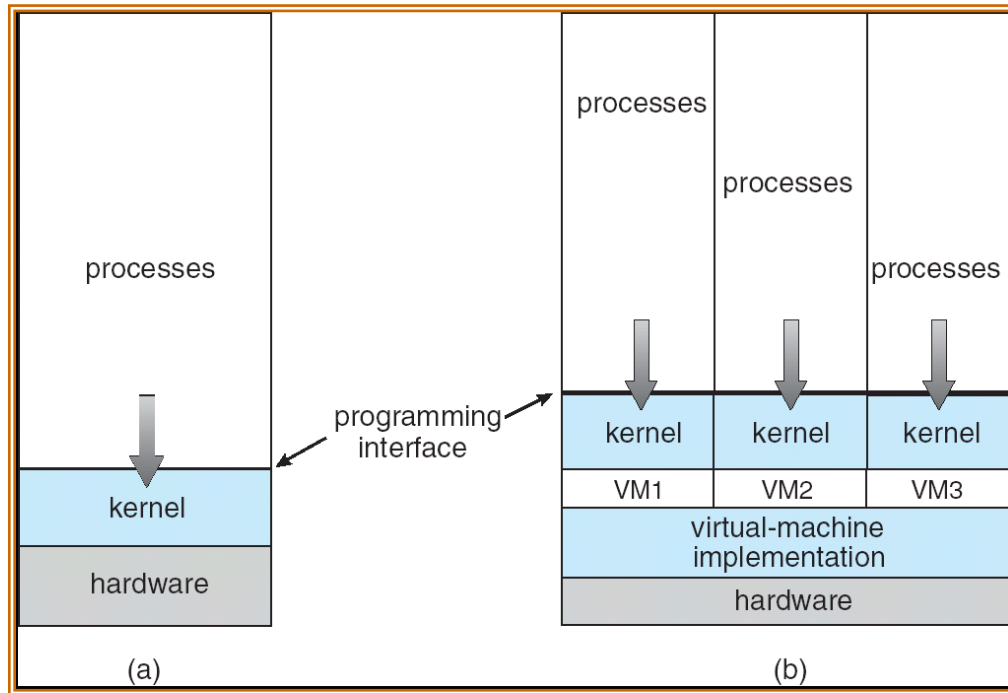 processes
programming
interface
kernel
hardware
(a)
processes
processes
processes
kernel
kernel
kernel
VM1
VM2
VM3
virtual-machine
implementation
hardware
(b)